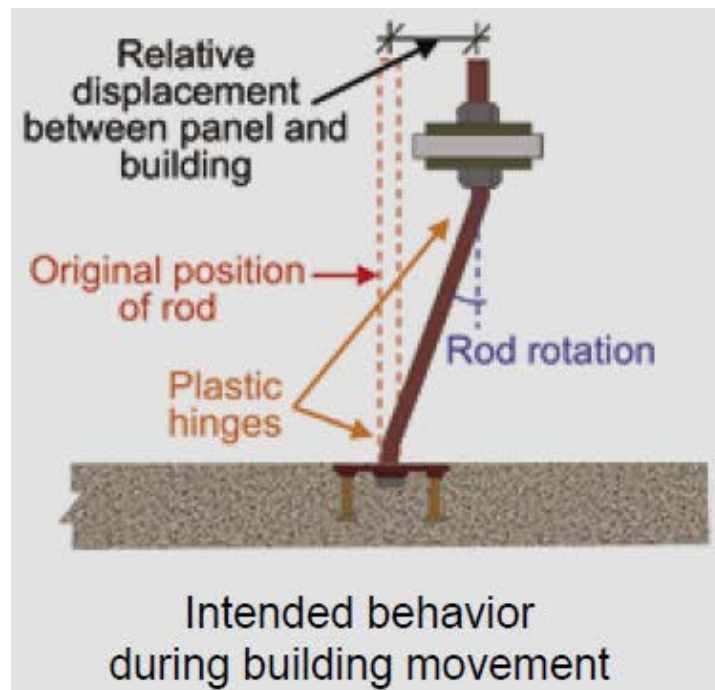 Relative
displacement
between panel and
building
Original position
of rod
Rod rotation
Plastic
hinges
Intended behavior
during building movement